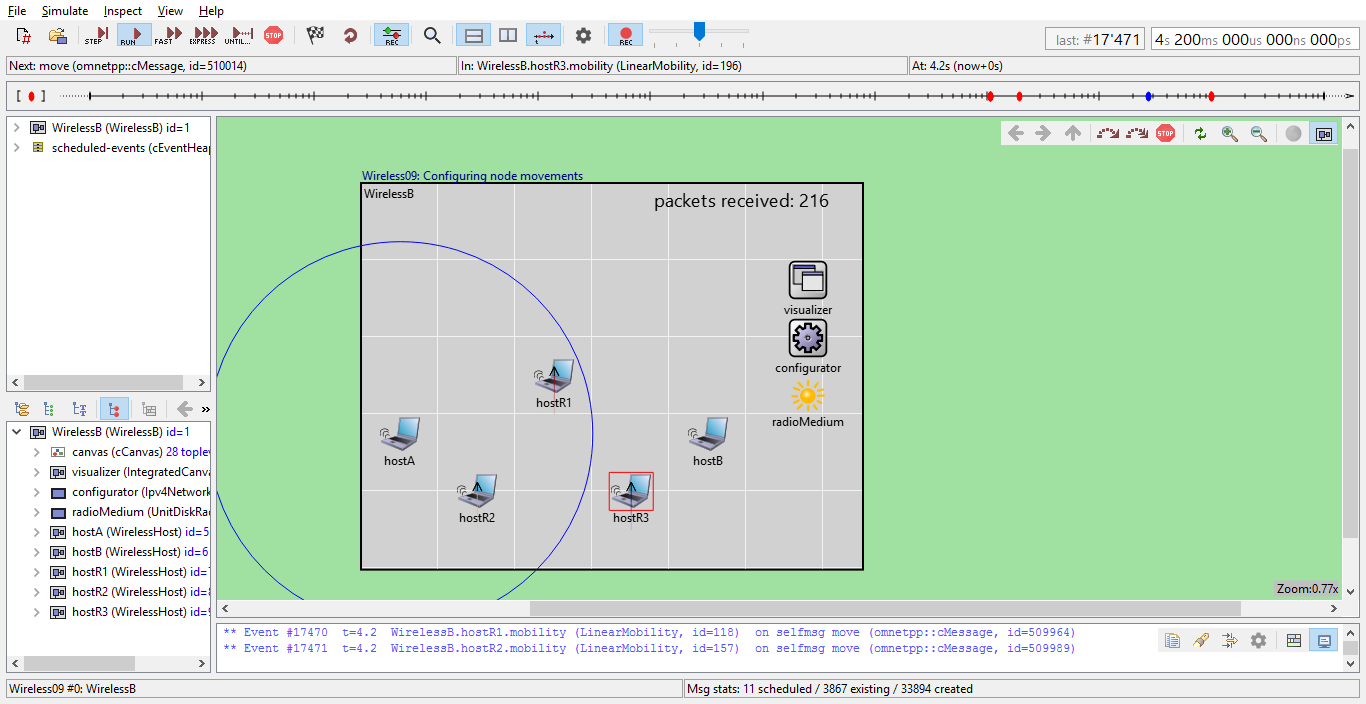 File Simulate Inspect View Help
STEP RUN FAST EXPRESS UNTIL... STOP REC REC
last: #17'471 4s 200ms 000us 000ns 000ps
Next: move (omnetpp::cMessage, id=510014) In: WirelessB.hostR3.mobility (LinearMobility, id=196) At: 4.2s (now+0s)
WirelessB (WirelessB) id=1
scheduled-events (cEventHeap
STOP
Wireless09: Configuring node movements
WirelessB
packets received: 216
visualizer
configurator
radioMedium
hostR1
hostA
hostB
hostR2
hostR3
Zoom:0.77x
WirelessB (WirelessB) id=1
canvas (cCanvas) 28 toplev
visualizer (IntegratedCanva
configurator (Ipv4Network
radioMedium (UnitDiskRad
hostA (WirelessHost) id=5
hostB (WirelessHost) id=6
hostR1 (WirelessHost) id=
hostR2 (WirelessHost) id=
hostR3 (WirelessHost) id=
** Event #17470 t=4.2 WirelessB.hostR1.mobility (LinearMobility, id=118) on selfmsg move (omnetpp::cMessage, id=509964)
** Event #17471 t=4.2 WirelessB.hostR2.mobility (LinearMobility, id=157) on selfmsg move (omnetpp::cMessage, id=509989)
Wireless09 #0: WirelessB
Msg stats: 11 scheduled / 3867 existing / 33894 created